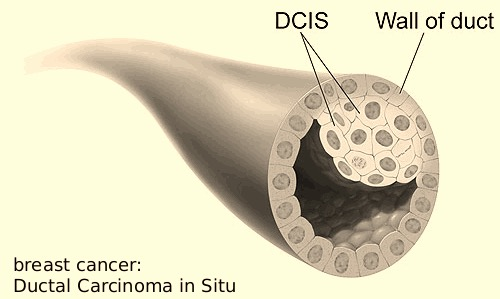 DCIS
Wall of duct
breast cancer:
Ductal Carcinoma in Situ